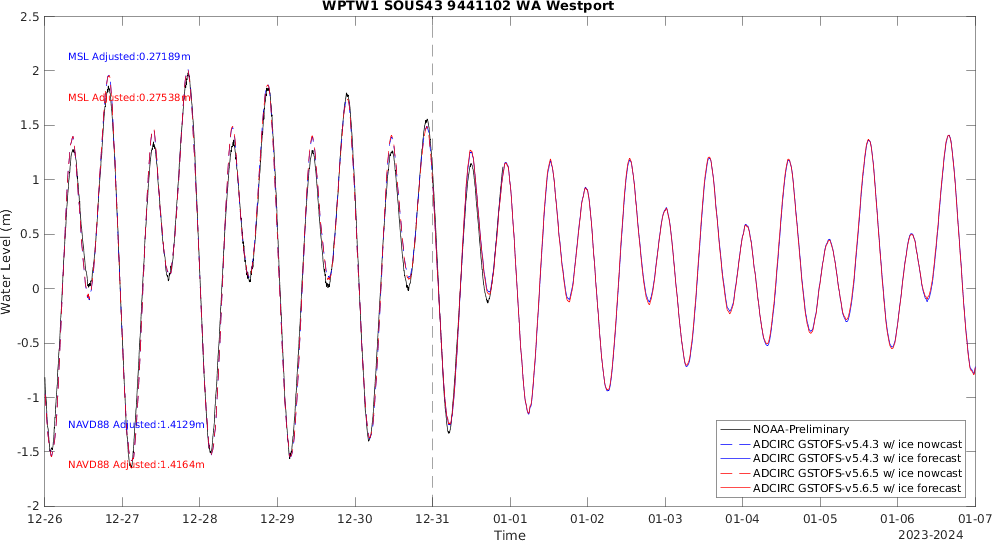 WPTW1 SOUS43 9441102 WA Westport
2.5
2
1.5
1
0.5
0
-0.5
-1
-1.5
-2
Water Level (m)
MSL Adjusted:0.27189m
MSL Adjusted:0.27538m
NAVD88 Adjusted:1.4129m
NAVD88 Adjusted:1.4164m
NOAA-Preliminary
ADCIRC GSTOFS-v5.4.3 w/ ice nowcast
ADCIRC GSTOFS-v5.4.3 w/ ice forecast
ADCIRC GSTOFS-v5.6.5 w/ ice nowcast
ADCIRC GSTOFS-v5.6.5 w/ ice forecast
12-26 12-27 12-28 12-29 12-30 12-31 01-01 01-02 01-03 01-04 01-05 01-06 01-07
Time
2023-2024